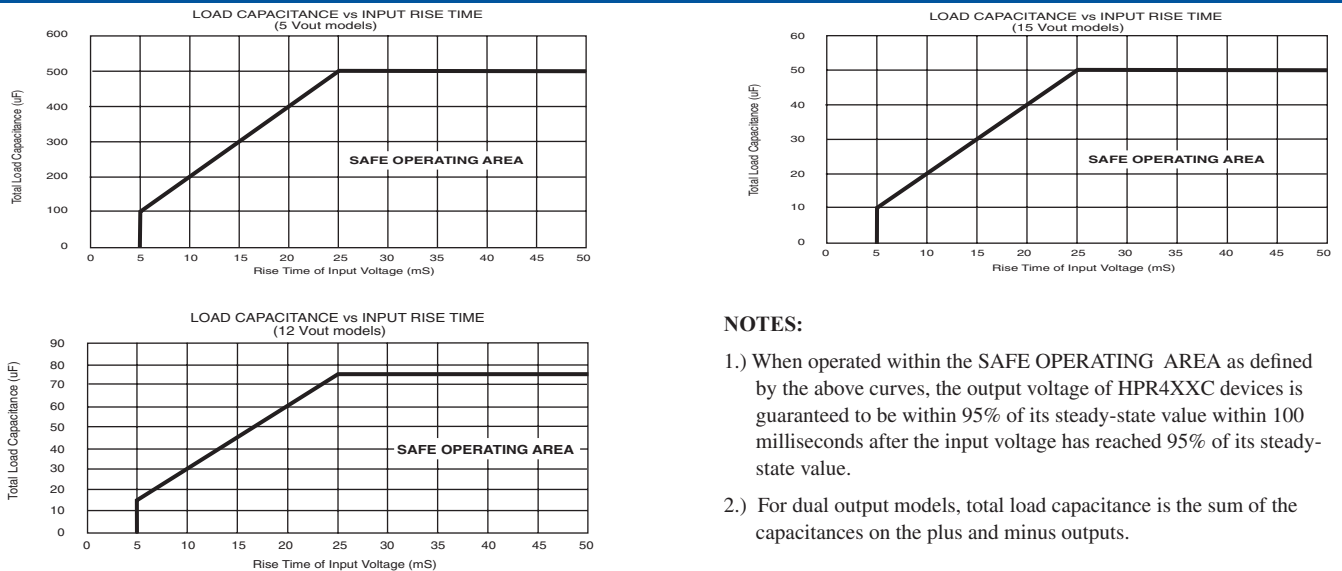 LOAD CAPACITANCE vs INPUT RISE TIME
(5 Vout models)
600
500
400
300
200
100
0
Total Load Capacitance (uF)
SAFE OPERATING AREA
0 5 10 15 20 25 30 35 40 45 50
Rise Time of Input Voltage (mS)
LOAD CAPACITANCE vs INPUT RISE TIME
(15 Vout models)
60
50
40
30
20
10
0
Total Load Capacitance (uF)
SAFE OPERATING AREA
0 5 10 15 20 25 30 35 40 45 50
Rise Time of Input Voltage (mS)
LOAD CAPACITANCE vs INPUT RISE TIME
(12 Vout models)
90
80
70
60
50
40
30
20
10
0
Total Load Capacitance (uF)
SAFE OPERATING AREA
0 5 10 15 20 25 30 35 40 45 50
Rise Time of Input Voltage (mS)
NOTES:
1.) When operated within the SAFE OPERATING AREA as defined
by the above curves, the output voltage of HPR4XXC devices is
guaranteed to be within 95% of its steady-state value within 100
milliseconds after the input voltage has reached 95% of its steady-
state value.
2.) For dual output models, total load capacitance is the sum of the
capacitances on the plus and minus outputs.